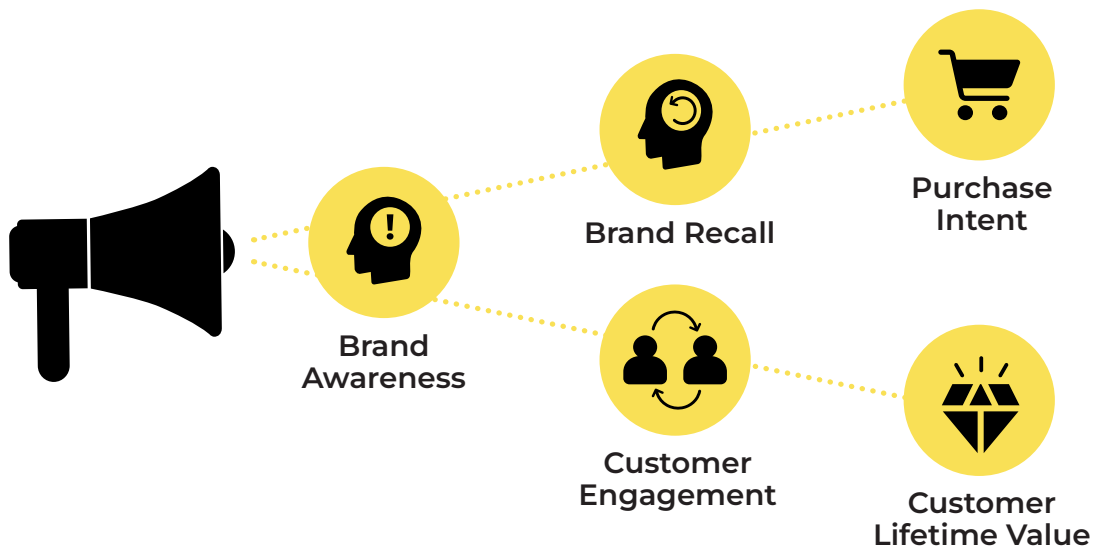 Brand
Awareness
Brand Recall
Purchase
Intent
Customer
Engagement
Customer
Lifetime Value